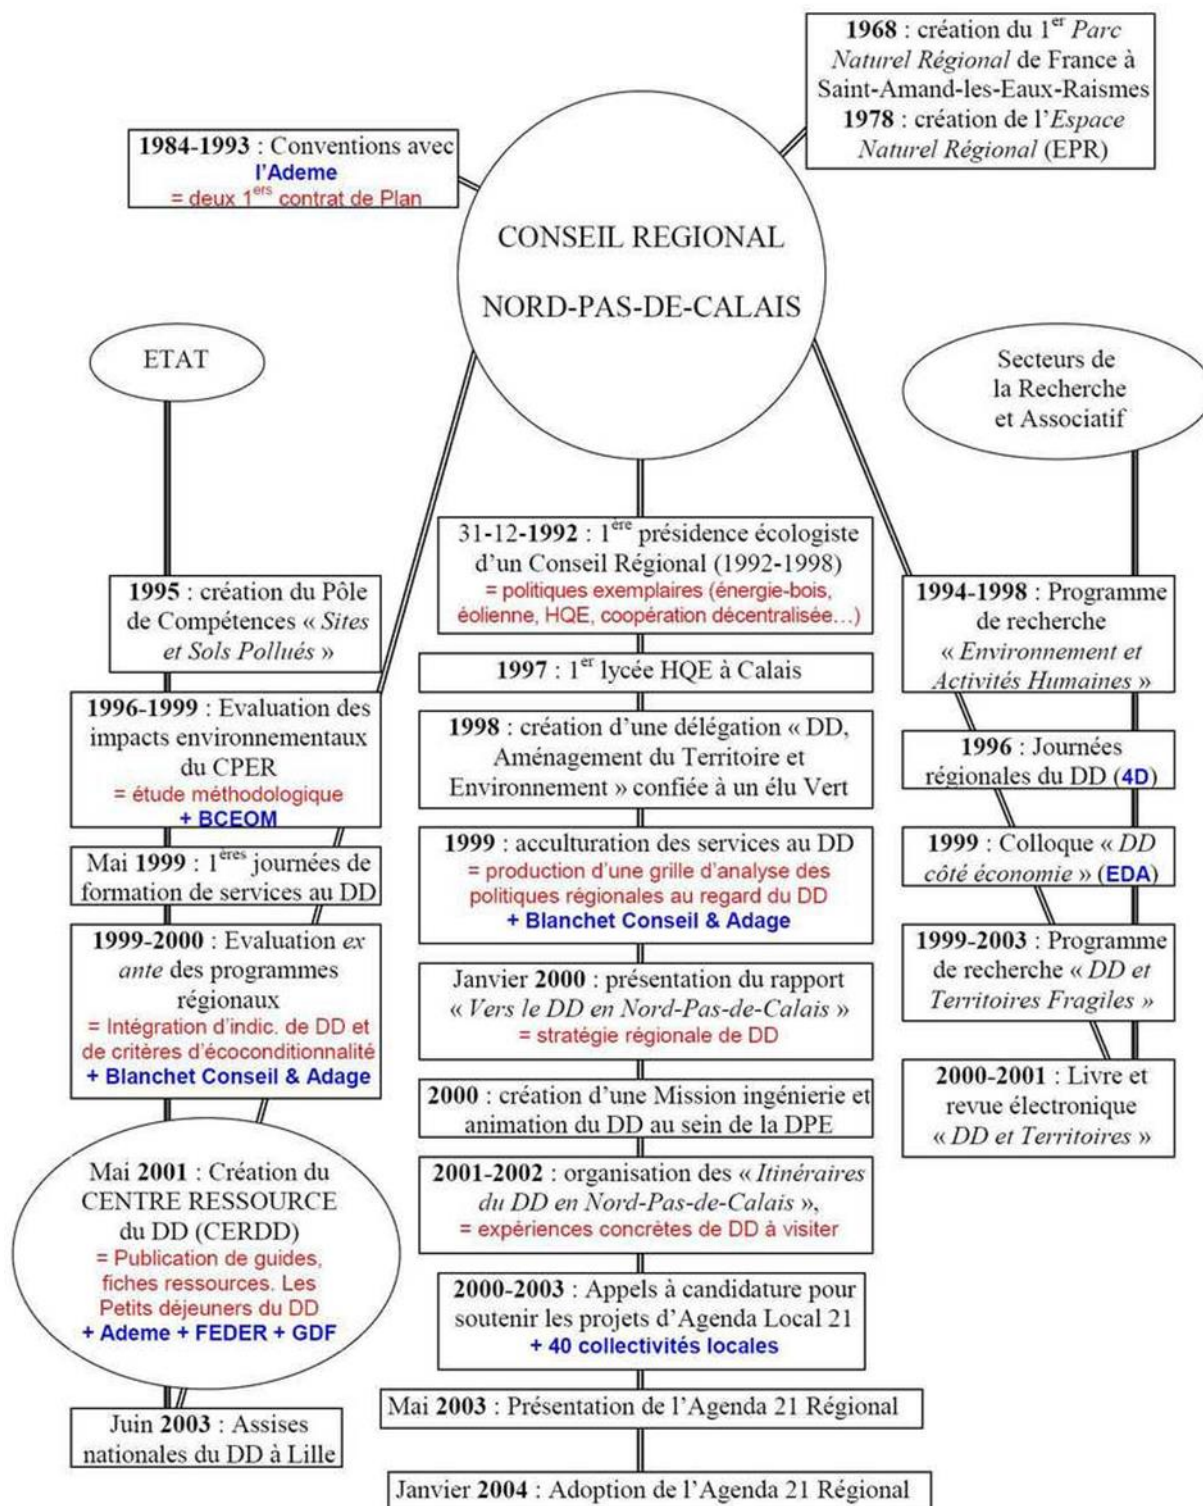 1968 : création du 1er Parc
Naturel Régional de France à
Saint-Amand-les-Eaux-Raismes
1978 : création de l’Espace
Naturel Régional (EPR)
1984-1993 : Conventions avec
l’Ademe
= deux 1ers contrat de Plan
CONSEIL REGIONAL
NORD-PAS-DE-CALAIS
ETAT
Secteurs de
la Recherche
et Associatif
1995 : création du Pôle
de Compétences « Sites
et Sols Pollués »
1996-1999 : Evaluation des
impacts environnementaux
du CPER
= étude méthodologique
+ BCEOM
Mai 1999 : 1ères journées de
formation de services au DD
1999-2000 : Evaluation ex
ante des programmes
régionaux
= Intégration d’indic. de DD et
de critères d’écoconditionnalité
+ Blanchet Conseil & Adage
Mai 2001 : Création du
CENTRE RESSOURCE
du DD (CERDD)
= Publication de guides,
fiches ressources. Les
Petits déjeuners du DD
+ Ademe + FEDER + GDF
Juin 2003 : Assises
nationales du DD à Lille
31-12-1992 : 1ère présidence écologiste
d’un Conseil Régional (1992-1998)
= politiques exemplaires (énergie-bois,
éolienne, HQE, coopération décentralisée…)
1997 : 1er lycée HQE à Calais
1998 : création d’une délégation « DD,
Aménagement du Territoire et
Environnement » confiée à un élu Vert
1999 : acculturation des services au DD
= production d’une grille d’analyse des
politiques régionales au regard du DD
+ Blanchet Conseil & Adage
Janvier 2000 : présentation du rapport
« Vers le DD en Nord-Pas-de-Calais »
= stratégie régionale de DD
2000 : création d’une Mission ingénierie et
animation du DD au sein de la DPE
2001-2002 : organisation des « Itinéraires
du DD en Nord-Pas-de-Calais »,
= expériences concrètes de DD à visiter
2000-2003 : Appels à candidature pour
soutenir les projets d’Agenda Local 21
+ 40 collectivités locales
Mai 2003 : Présentation de l’Agenda 21 Régional
Janvier 2004 : Adoption de l’Agenda 21 Régional
1994-1998 : Programme
de recherche
« Environnement et
Activités Humaines »
1996 : Journées
régionales du DD (4D)
1999 : Colloque « DD
côté économie » (EDA)
1999-2003 : Programme
de recherche « DD et
Territoires Fragiles »
2000-2001 : Livre et
revue électronique
« DD et Territoires »